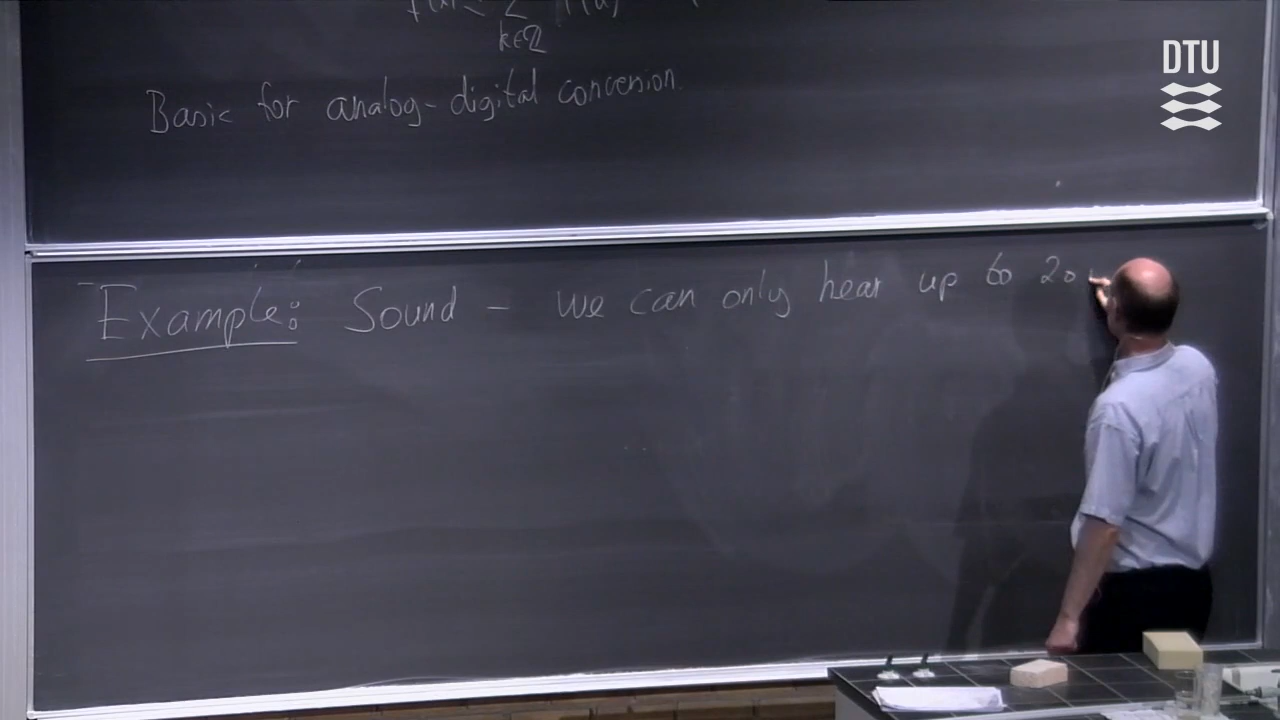 k∈ℤ
Basic for analog-digital conversion.
DTU
Example: Sound - we can only hear up to 20